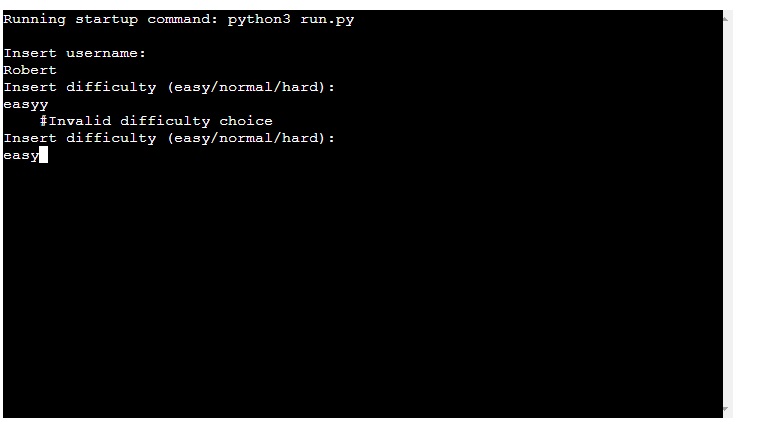 Running startup command: python3 run.py
Insert username:
Robert
Insert difficulty (easy/normal/hard):
easyy
#Invalid difficulty choice
Insert difficulty (easy/normal/hard):
easy